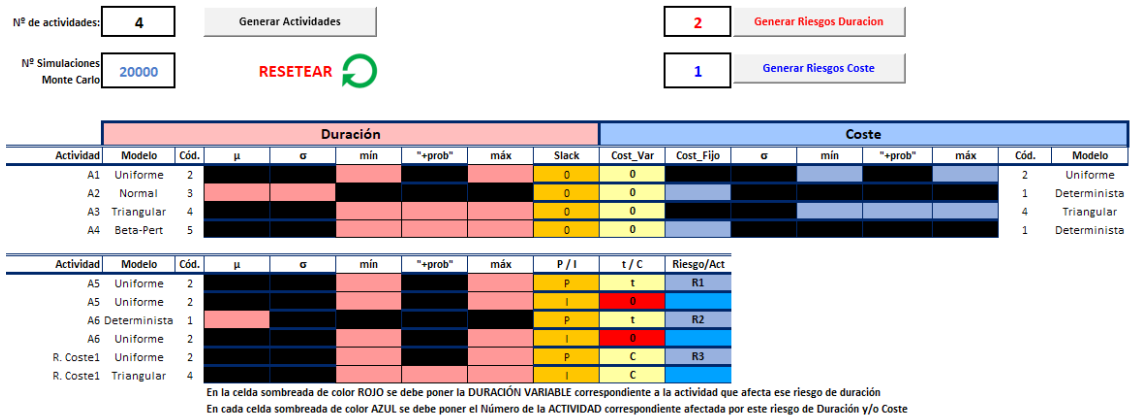 Nº de actividades: 4 Generar Actividades 2 Generar Riesgos Duracion
Nº Simulaciones Monte Carlo 20000 RESETEAR 1 Generar Riesgos Coste
Duración Coste
Actividad Modelo Cód. μ σ mín "+prob" máx Slack Cost_Var Cost_Fijo σ mín "+prob" máx Cód. Modelo
A1 Uniforme 2 0 0 2 Uniforme
A2 Normal 3 0 0 1 Determinista
A3 Triangular 4 0 0 4 Triangular
A4 Beta-Pert 5 0 0 1 Determinista
Actividad Modelo Cód. μ σ mín "+prob" máx P / I t / C Riesgo/Act
A5 Uniforme 2 P t R1
A5 Uniforme 2 I 0
A6 Determinista 1 P t R2
A6 Uniforme 2 I 0
R. Coste1 Uniforme 2 P C R3
R. Coste1 Triangular 4 I C
En la celda sombreada de color ROJO se debe poner la DURACIÓN VARIABLE correspondiente a la actividad que afecta ese riesgo de duración
En cada celda sombreada de color AZUL se debe poner el Número de la ACTIVIDAD correspondiente afectada por este riesgo de Duración y/o Coste